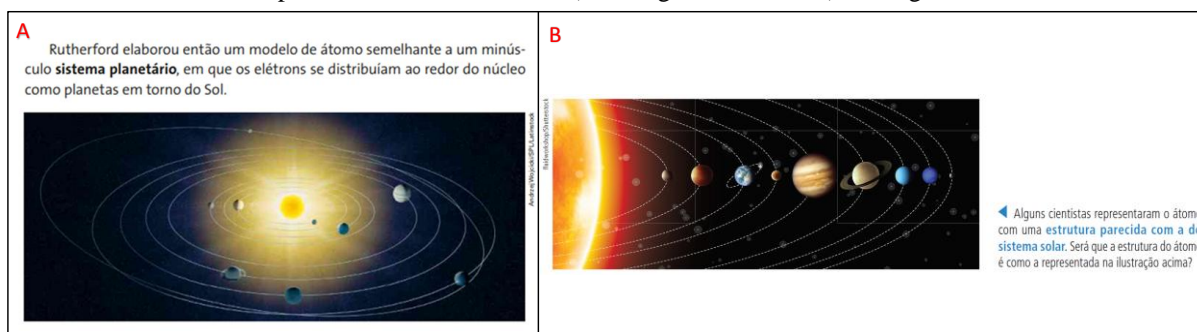 A
Rutherford elaborou então um modelo de átomo semelhante a um minús-
culo sistema planetário, em que os elétrons se distribuíam ao redor do núcleo
como planetas em torno do Sol.
B
Alguns cientistas representaram o átomo
com uma estrutura parecida com a do
sistema solar. Será que a estrutura do átomo
é como a representada na ilustração acima?